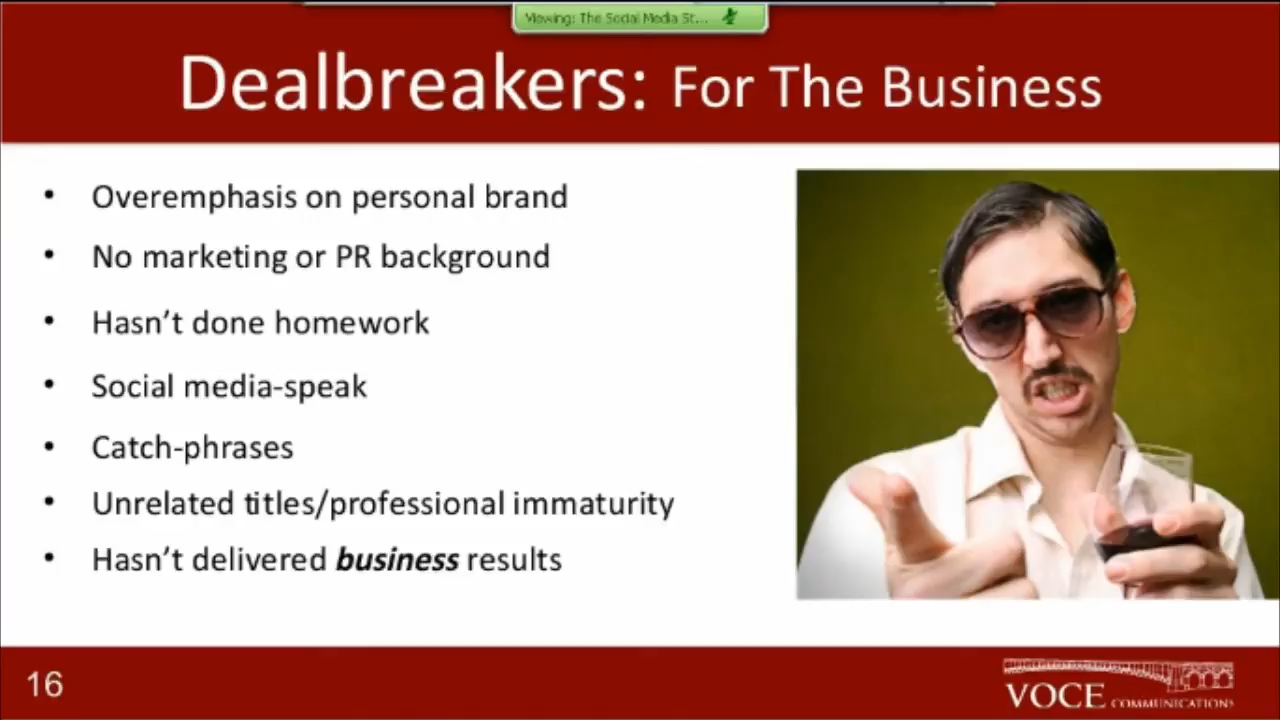 Viewing: The Social Media St...
Dealbreakers: For The Business
• Overemphasis on personal brand
• No marketing or PR background
• Hasn’t done homework
• Social media-speak
• Catch-phrases
• Unrelated titles/professional immaturity
• Hasn’t delivered business results
16
VOCE COMMUNICATIONS